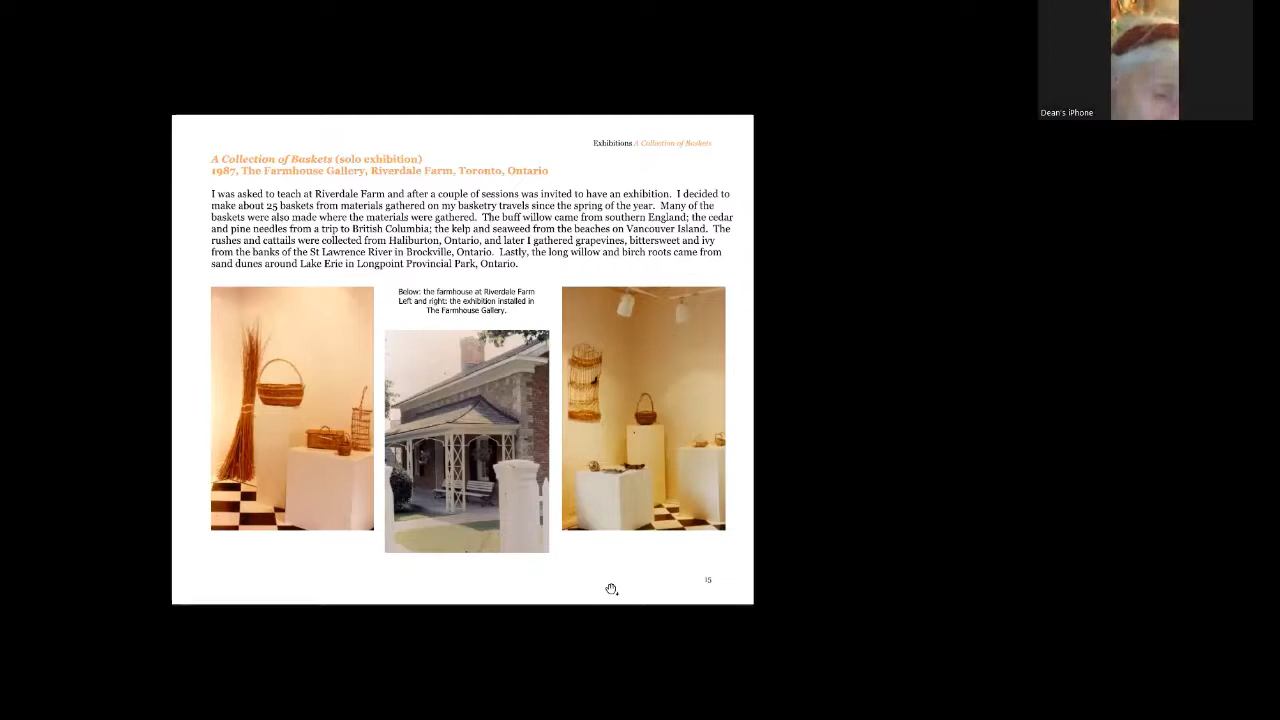 Dean's iPhone
Exhibitions A Collection of Baskets
A Collection of Baskets (solo exhibition)
1987, The Farmhouse Gallery, Riverdale Farm, Toronto, Ontario
I was asked to teach at Riverdale Farm and after a couple of sessions was invited to have an exhibition. I decided to
make about 25 baskets from materials gathered on my basketry travels since the spring of the year. Many of the
baskets were also made where the materials were gathered. The buff willow came from southern England; the cedar
and pine needles from a trip to British Columbia; the kelp and seaweed from the beaches on Vancouver Island. The
rushes and cattails were collected from Haliburton, Ontario, and later I gathered grapevines, bittersweet and ivy
from the banks of the St Lawrence River in Brockville, Ontario. Lastly, the long willow and birch roots came from
sand dunes around Lake Erie in Longpoint Provincial Park, Ontario.
Below: the farmhouse at Riverdale Farm
Left and right: the exhibition installed in
The Farmhouse Gallery.
15